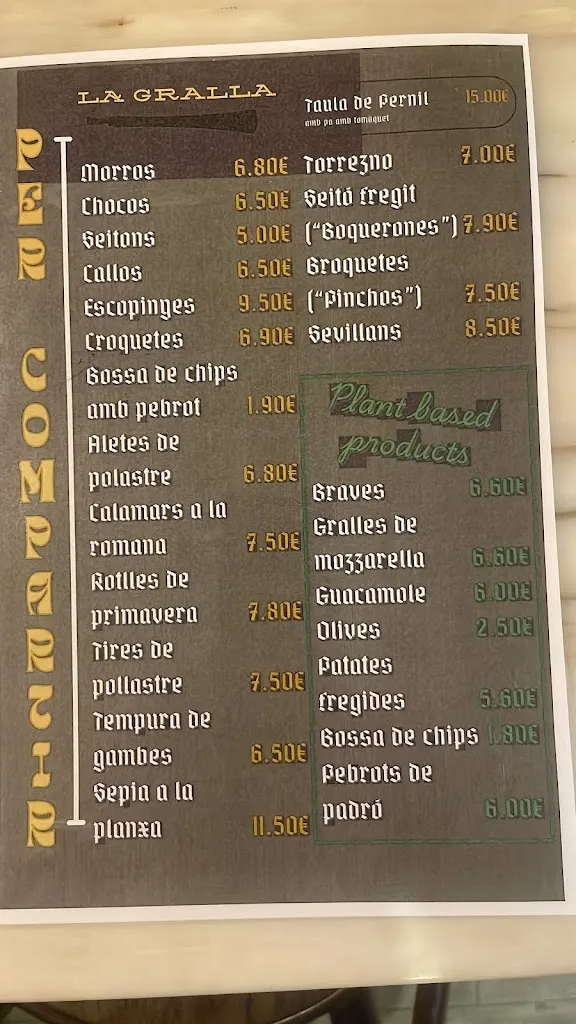 LA GRALLA
PER COMPARTIR
Morros 6.80€
Chocos 6.50€
Seitons 5.00€
Callos 6.50€
Escopinyes 9.50€
Croquetes 6.90€
Bossa de chips
amb pebrot 1.90€
Aletes de
polastre 6.80€
Calamars a la
romana 7.50€
Rotlles de
primavera 7.80€
Tires de
pollastre 7.50€
Tempura de
gambes 6.50€
Sepia a la
planxa 11.50€
Taula de Pernil 15.00€
amb pa amb tomàquet
Torrezno 7.00€
Seitó fregit
("Boquerones") 7.90€
Broquetes
("Pinchos") 7.50€
Sevillans 8.50€
Plant based
products
Braves 6.60€
Gralles de
mozzarella 6.60€
Guacamole 6.00€
Olives 2.50€
Patates
fregides 5.60€
Bossa de chips 1.80€
Pebrots de
padró 6.00€